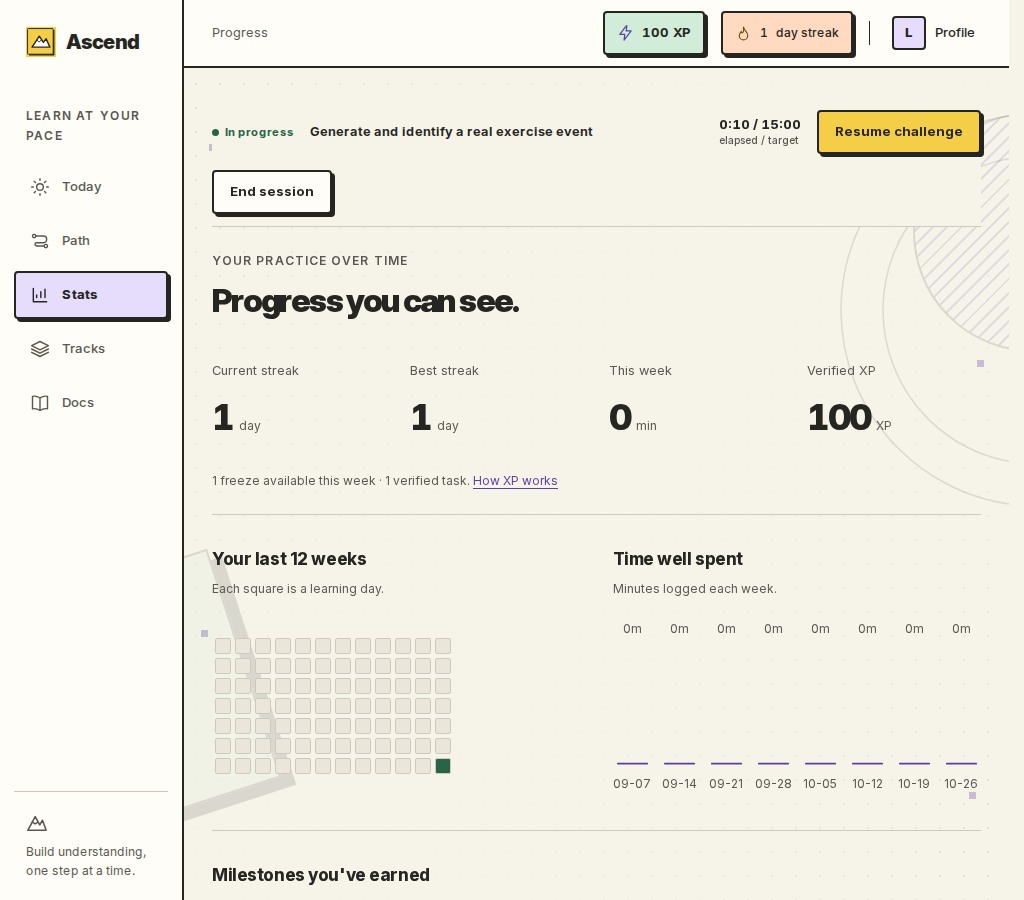 Ascend
Progress
100 XP
1 day streak
L
Profile
LEARN AT YOUR
PACE
Today
Path
Stats
Tracks
Docs
Build understanding,
one step at a time.
In progress
Generate and identify a real exercise event
0:10 / 15:00
elapsed / target
Resume challenge
End session
YOUR PRACTICE OVER TIME
Progress you can see.
Current streak
Best streak
This week
Verified XP
1 day
1 day
0 min
100 XP
1 freeze available this week · 1 verified task. How XP works
Your last 12 weeks
Each square is a learning day.
Time well spent
Minutes logged each week.
0m 0m 0m 0m 0m 0m 0m 0m
09-07 09-14 09-21 09-28 10-05 10-12 10-19 10-26
Milestones you've earned